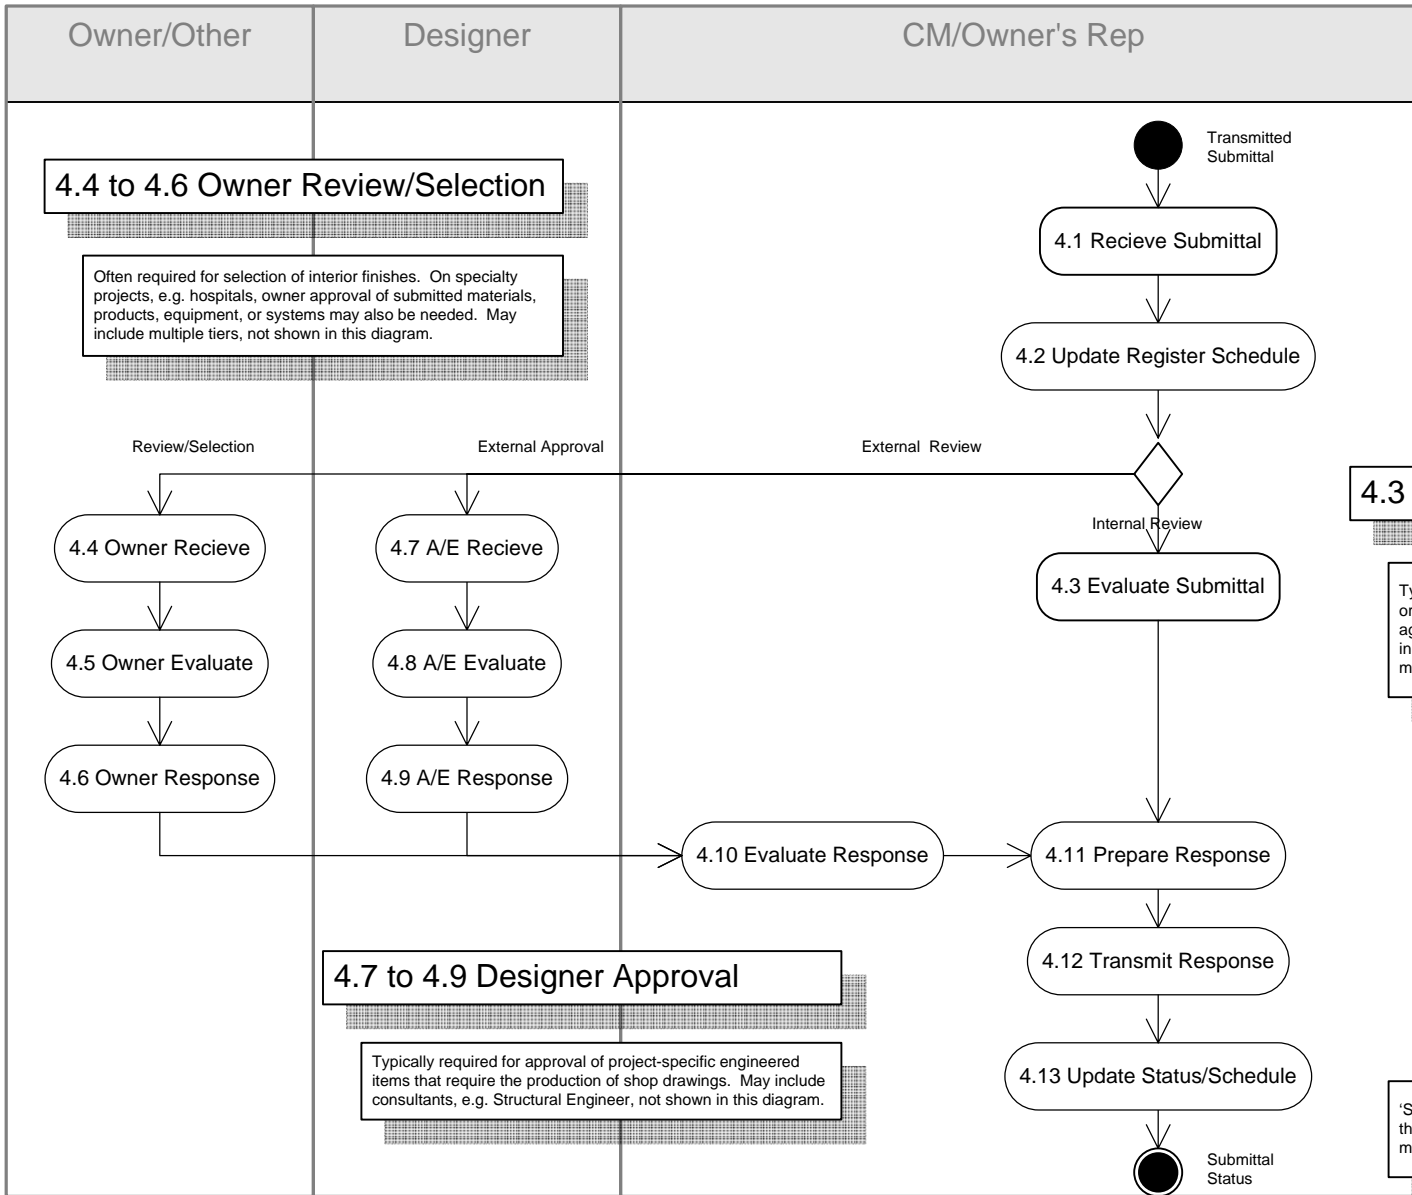 Owner/Other
Designer
CM/Owner's Rep
Transmitted
Submittal
4.4 to 4.6 Owner Review/Selection
4.1 Recieve Submittal
Often required for selection of interior finishes. On specialty
projects, e.g. hospitals, owner approval of submitted materials,
products, equipment, or systems may also be needed. May
include multiple tiers, not shown in this diagram.
4.2 Update Register Schedule
Review/Selection
External Approval
External Review
4.3
Internal Review
4.4 Owner Recieve
4.7 A/E Recieve
4.3 Evaluate Submittal
Ty
or
ag
in
m
4.5 Owner Evaluate
4.8 A/E Evaluate
4.6 Owner Response
4.9 A/E Response
4.10 Evaluate Response
4.11 Prepare Response
4.7 to 4.9 Designer Approval
4.12 Transmit Response
Typically required for approval of project-specific engineered
items that require the production of shop drawings. May include
consultants, e.g. Structural Engineer, not shown in this diagram.
4.13 Update Status/Schedule
‘S
th
m
Submittal
Status